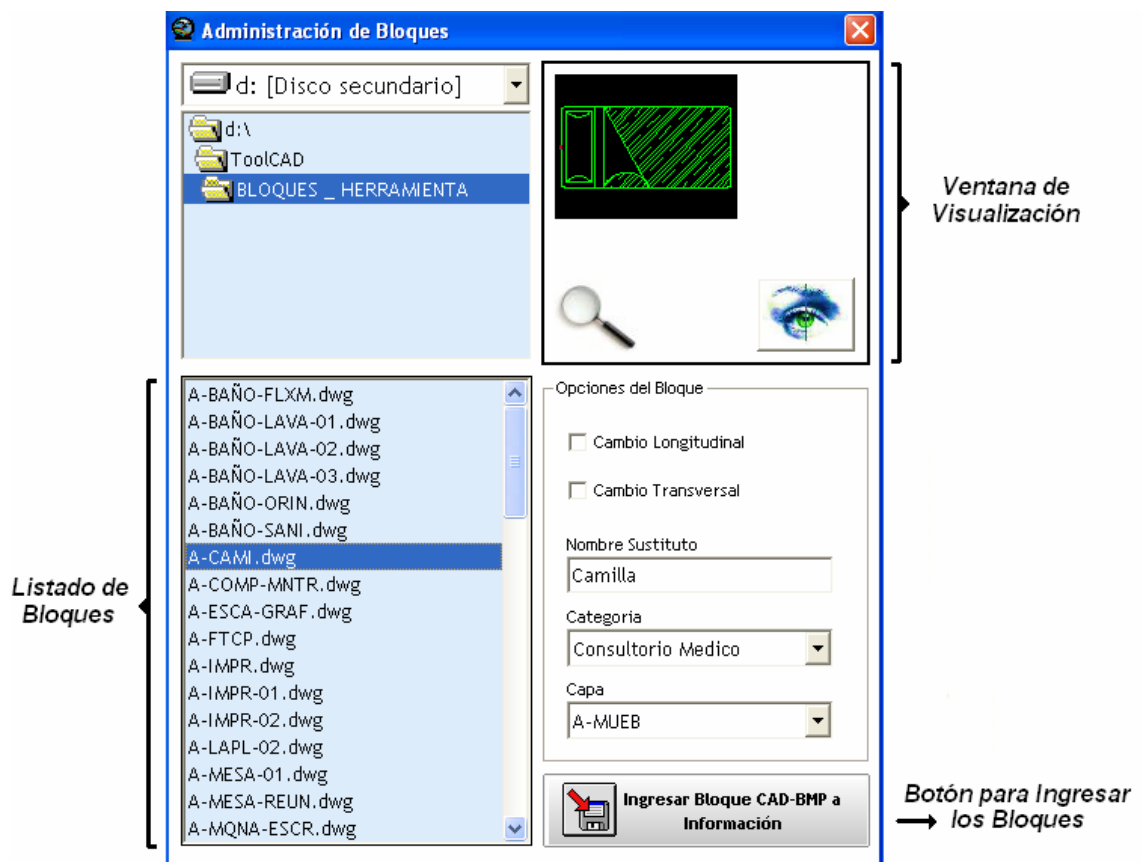 Administración de Bloques
d: [Disco secundario]
d:\
ToolCAD
BLOQUES _ HERRAMIENTA
Ventana de
Visualización
Listado de
Bloques
A-BAÑO-FLXM.dwg
A-BAÑO-LAVA-01.dwg
A-BAÑO-LAVA-02.dwg
A-BAÑO-LAVA-03.dwg
A-BAÑO-ORIN.dwg
A-BAÑO-SANI.dwg
A-CAMI.dwg
A-COMP-MNTR.dwg
A-ESCA-GRAF.dwg
A-FTCP.dwg
A-IMPR.dwg
A-IMPR-01.dwg
A-IMPR-02.dwg
A-LAPL-02.dwg
A-MESA-01.dwg
A-MESA-REUN.dwg
A-MQNA-ESCR.dwg
Opciones del Bloque
Cambio Longitudinal
Cambio Transversal
Nombre Sustituto
Camilla
Categoria
Consultorio Medico
Capa
A-MUEB
Ingresar Bloque CAD-BMP a
Información
Botón para Ingresar
los Bloques